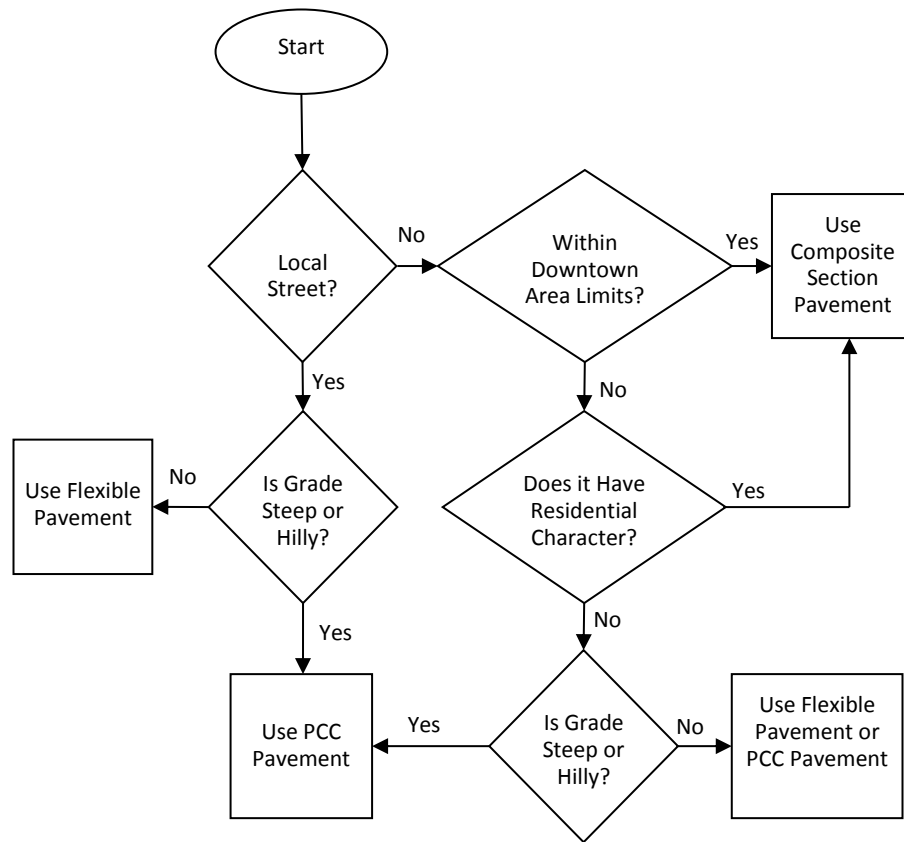 Start
Local
Street?
No
Within
Downtown
Area Limits?
Yes
Use
Composite
Section
Pavement
Yes
No
Use Flexible
Pavement
No
Is Grade
Steep or
Hilly?
Does it Have
Residential
Character?
Yes
Yes
No
Use PCC
Pavement
Yes
Is Grade
Steep or
Hilly?
No
Use Flexible
Pavement or
PCC Pavement